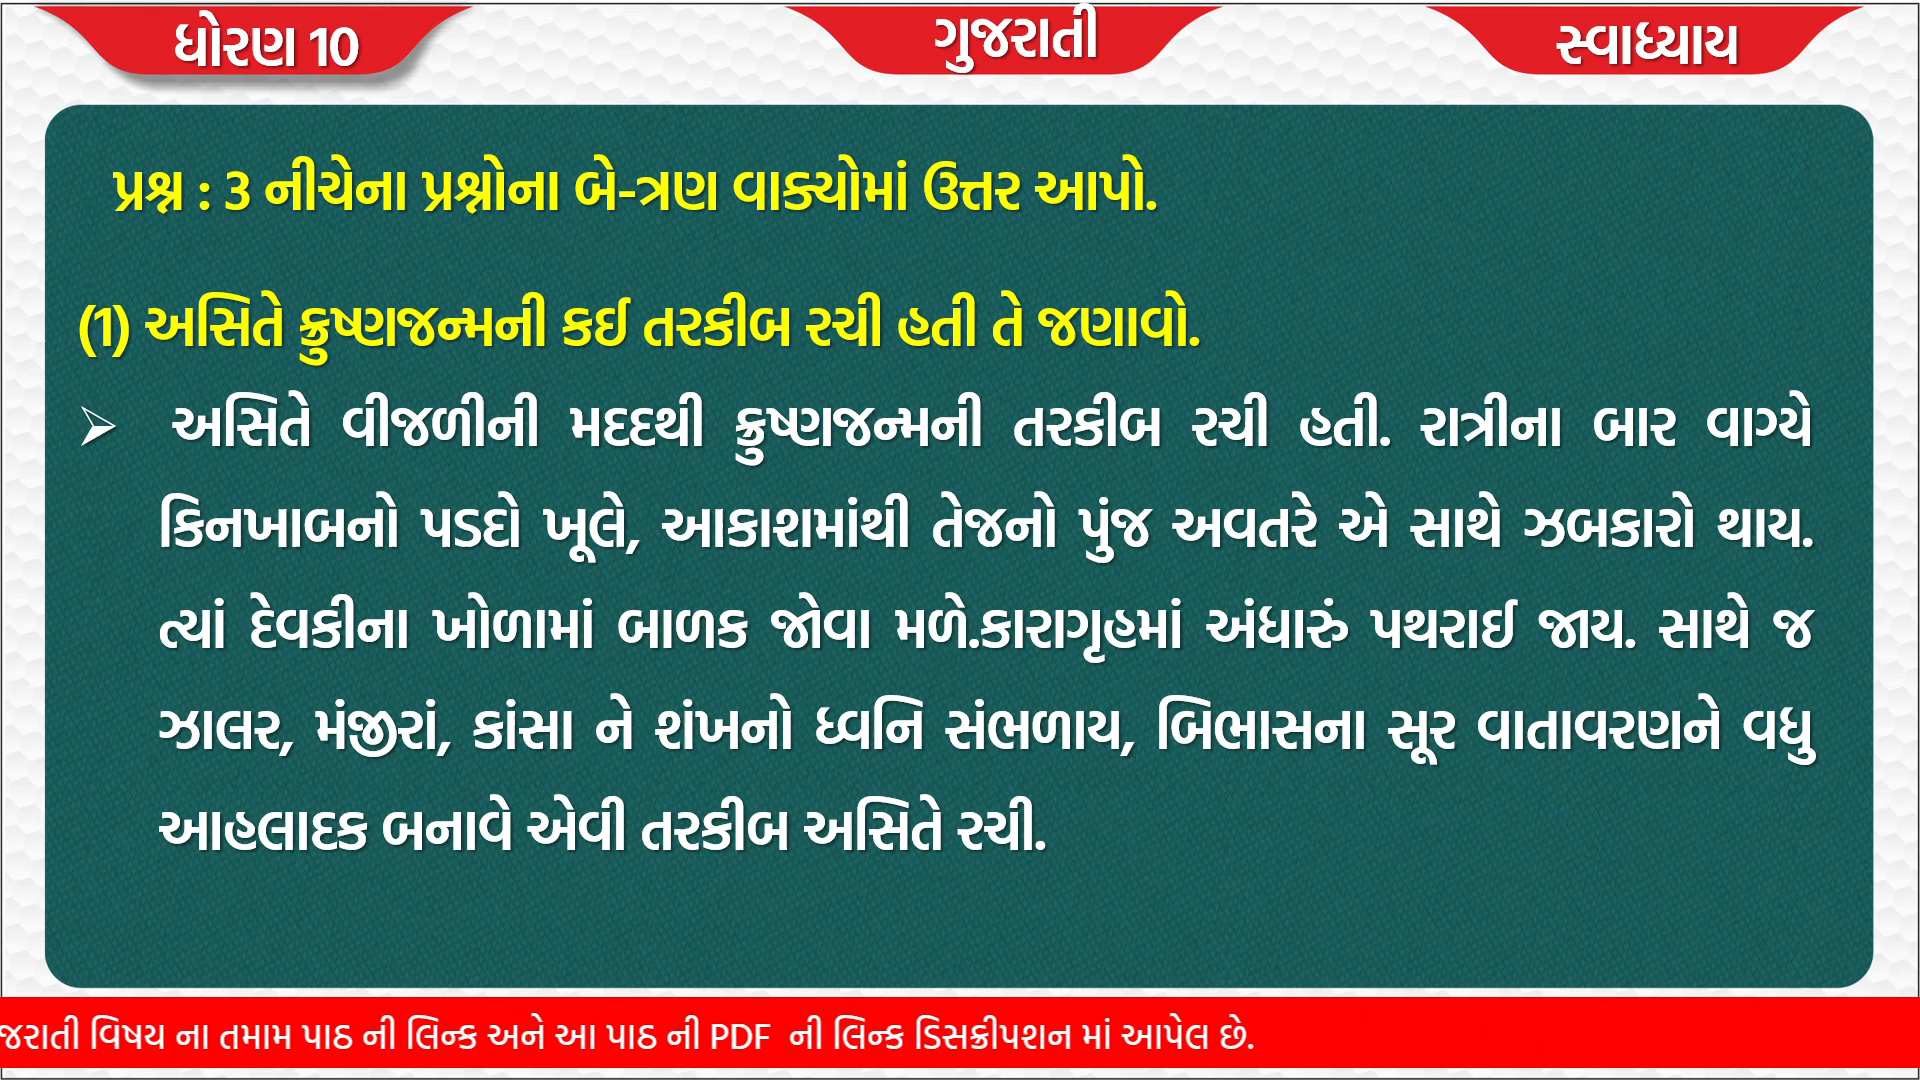 ધોરણ 10
ગુજરાતી
સ્વાધ્યાય
પ્રશ્ન : 3 નીચેના પ્રશ્નોના બે-ત્રણ વાક્યોમાં ઉત્તર આપો.
(1) અસિતે ક્રુષ્ણજન્મની કઈ તરકીબ રચી હતી તે જણાવો.
➢ અસિતે વીજળીની મદદથી ક્રુષ્ણજન્મની તરકીબ રચી હતી. રાત્રીના બાર વાગ્યે
કિનખાબનો પડદો ખૂલે, આકાશમાંથી તેજનો પુંજ અવતરે એ સાથે ઝબકારો થાય.
ત્યાં દેવકીના ખોળામાં બાળક જોવા મળે.કારાગૃહમાં અંધારું પથરાઈ જાય. સાથે જ
ઝાલર, મંજીરાં, કાંસા ને શંખનો ધ્વનિ સંભળાય, બિભાસના સૂર વાતાવરણને વધુ
આહલાદક બનાવે એવી તરકીબ અસિતે રચી.
જરાતી વિષય ના તમામ પાઠ ની લિન્ક અને આ પાઠ ની PDF ની લિન્ક ડિસક્રીપશન માં આપેલ છે.